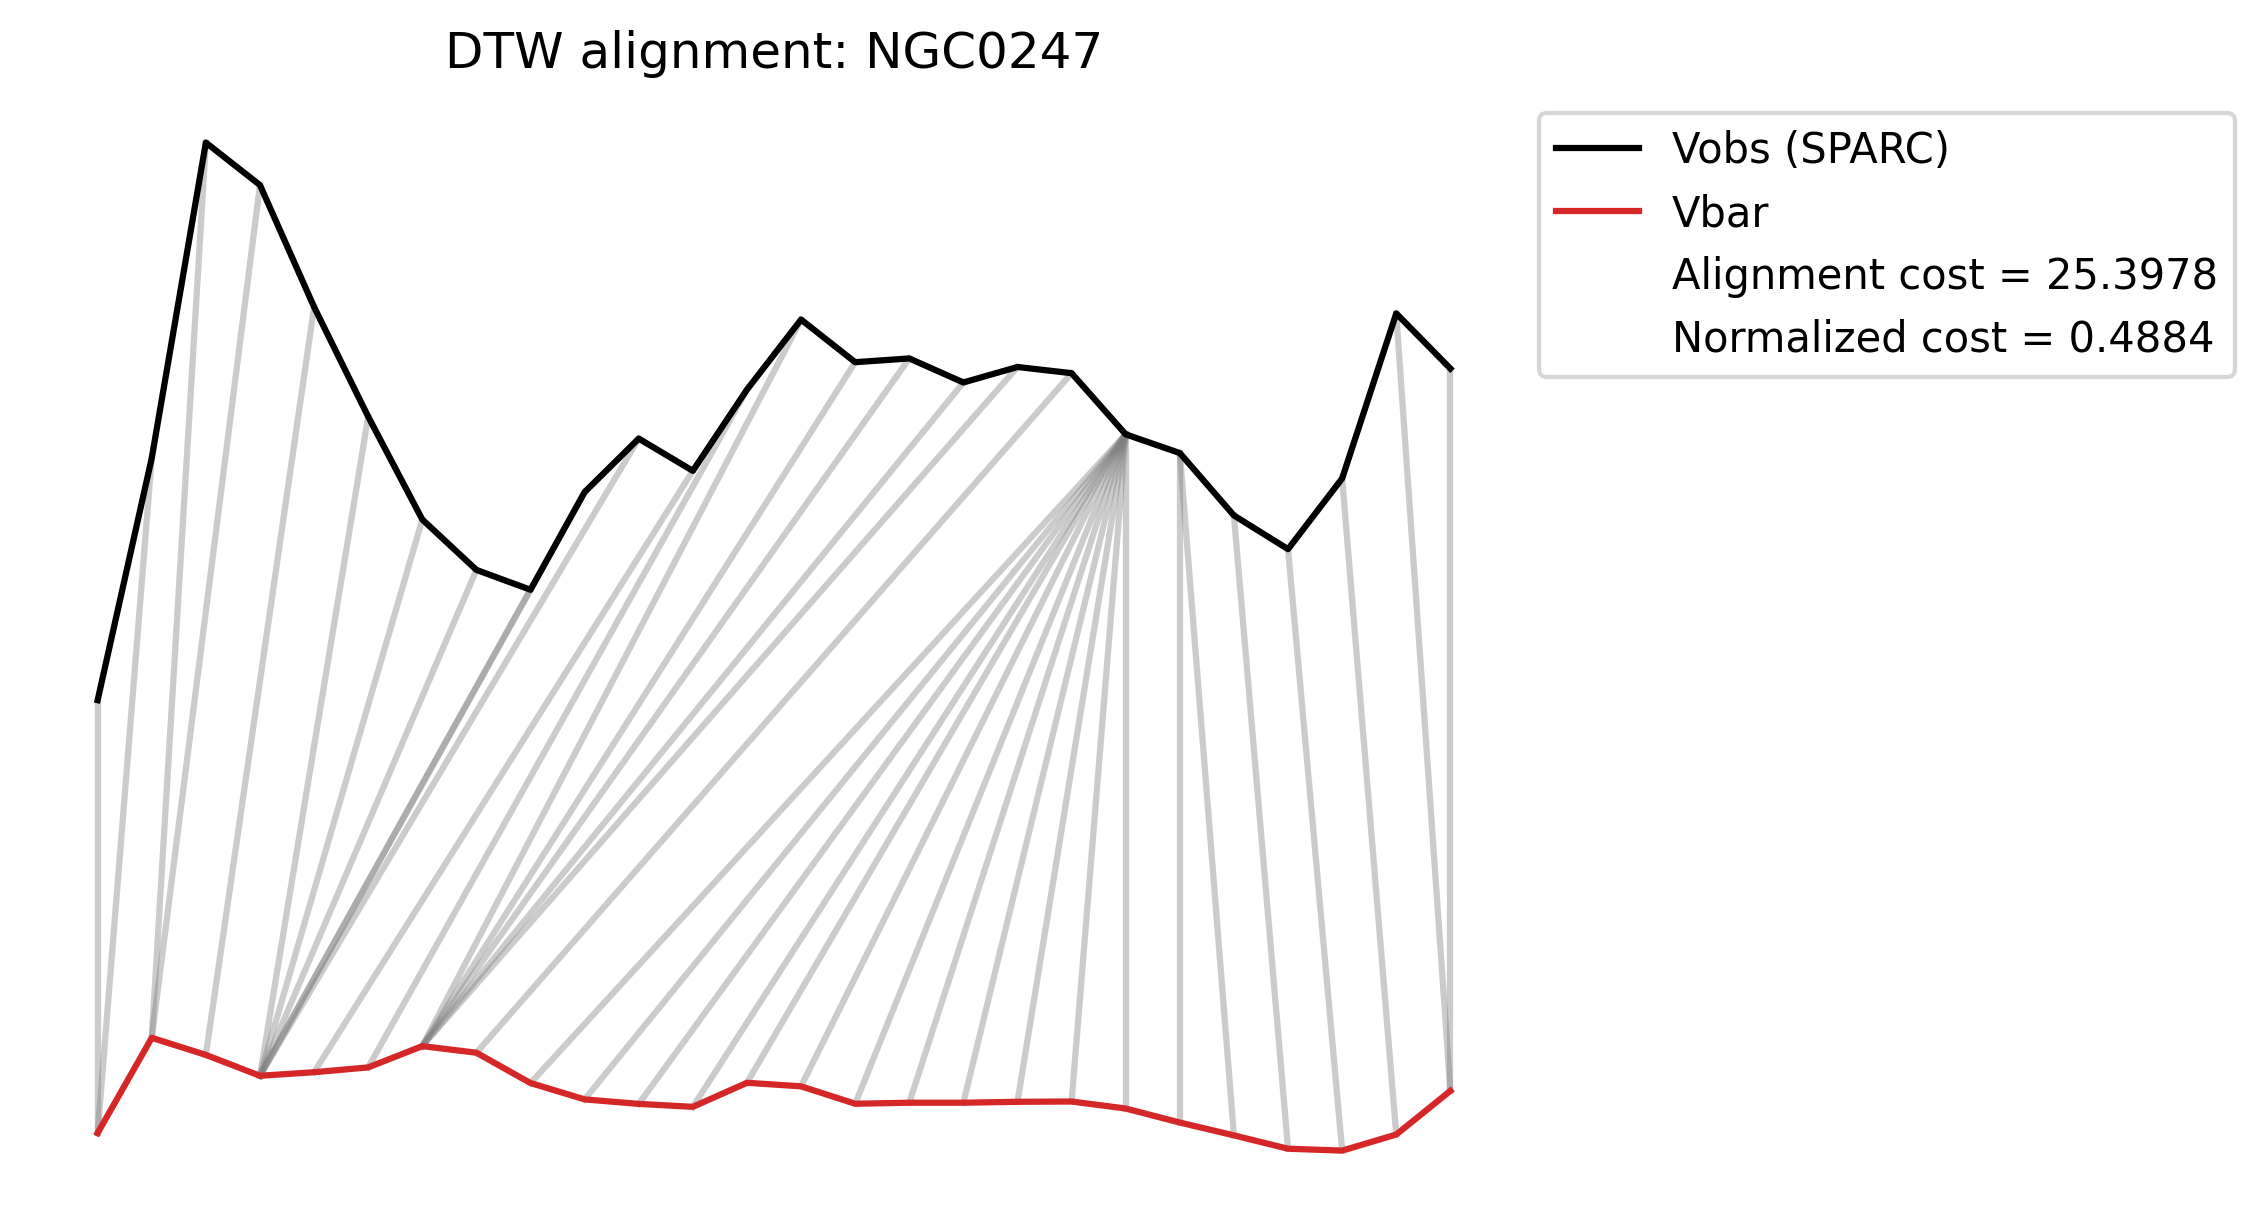 DTW alignment: NGC0247
Vobs (SPARC)
Vbar
Alignment cost = 25.3978
Normalized cost = 0.4884